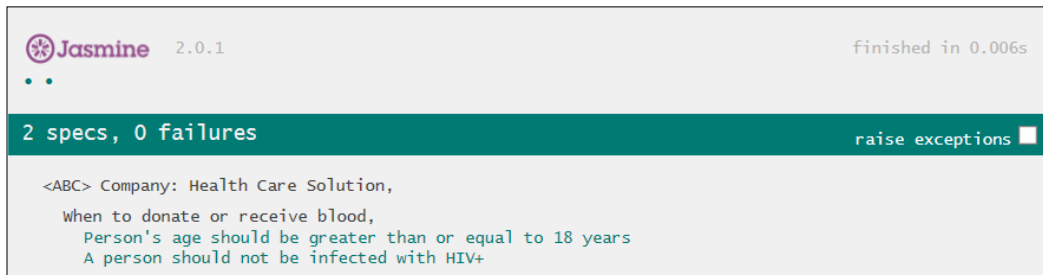 Jasmine 2.0.1 finished in 0.006s
2 specs, 0 failures raise exceptions
<ABC> Company: Health Care Solution,
When to donate or receive blood,
Person's age should be greater than or equal to 18 years
A person should not be infected with HIV+